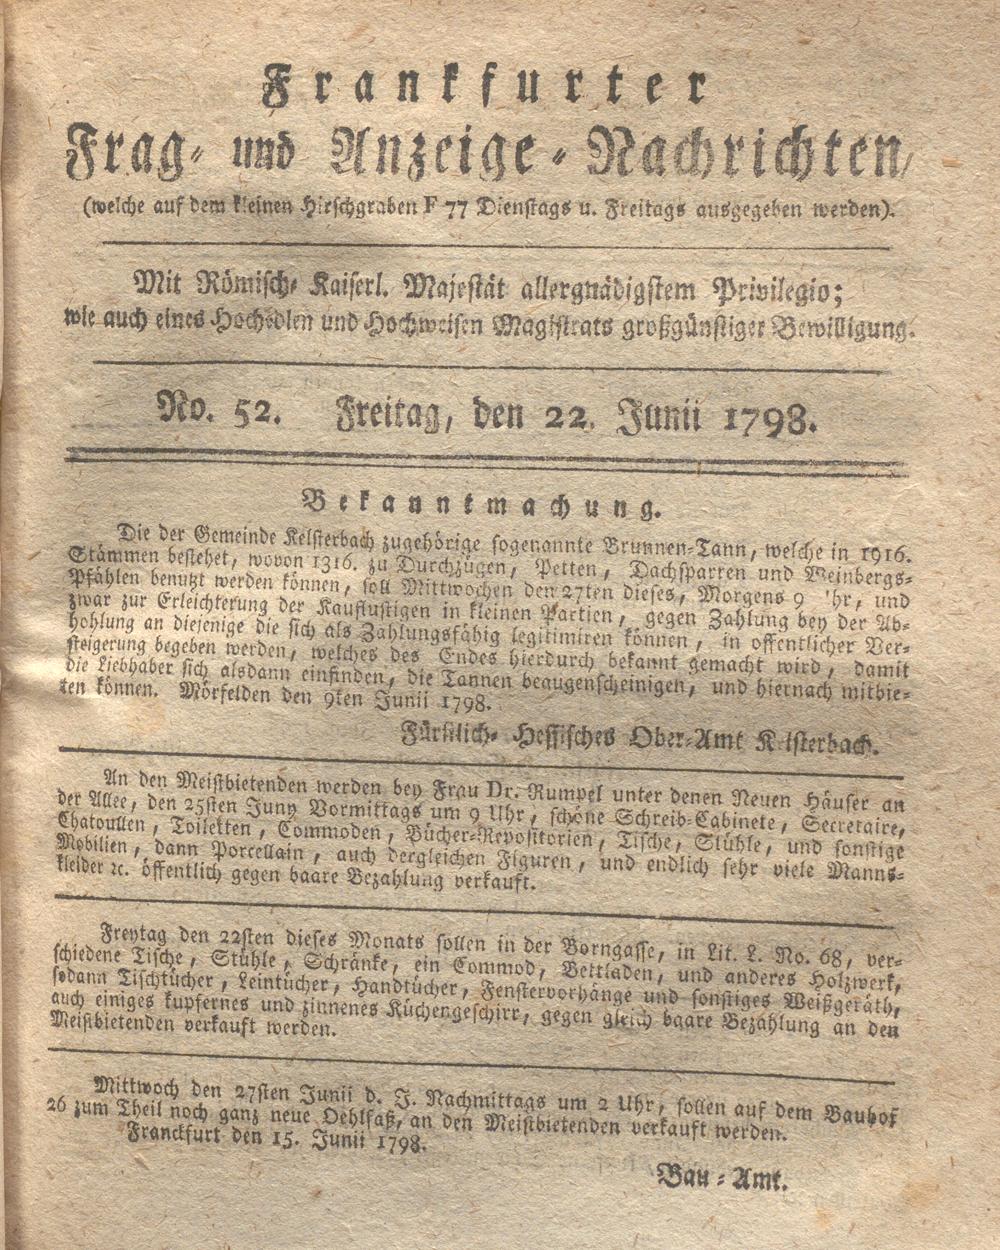 Frankfurter
Frag- und Anzeige-Nachrichten,
(welche auf dem kleinen Hirschgraben F 77 Dienstags u. Freitags ausgegeben werden).
Mit Römisch- Kaiserl. Majestät allergnädigstem Privilegio;
wie auch eines Hochedlen und Hochweisen Magistrats großgünstiger Bewilligung.
No. 52. Freitag, den 22. Junii 1798.
Bekanntmachung.
Die der Gemeinde Kelsterbach zugehörige sogenannte Brunnen-Tann, welche in 1916.
Stämmen bestehet, wovon 1316. zu Durchzügen, Petten, Dachsparren und Weinbergs-
Pfählen benutzt werden können, soll Mittwochen den 27ten dieses, Morgens 9 Uhr, und
zwar zur Erleichterung der Kauflustigen in kleinen Partien, gegen Zahlung bey der Ab-
hohlung an diejenige die sich als Zahlungsfähig legitimiren können, in offentlicher Ver-
steigerung begeben werden, welches des Endes hierdurch bekannt gemacht wird, damit
die Liebhaber sich alsdann einfinden, die Tannen beaugenscheinigen, und hiernach mitbie-
ten können. Mörfelden den 9ten Junii 1798.
Fürstlich- Hessisches Ober-Amt Kelsterbach.
An den Meistbietenden werden bey Frau Dr. Rumpel unter denen Neuen Häuser an
der Allee, den 25sten Juny Vormittags um 9 Uhr, schöne Schreib-Cabinete, Secretaire,
Chatoullen, Toiletten, Commoden, Bücher-Repositorien, Tische, Stühle, und sonstige
Mobilien, dann Porcellain, auch dergleichen Figuren, und endlich sehr viele Manns-
kleider ꝛc. öffentlich gegen baare Bezahlung verkauft.
Freytag den 22sten dieses Monats sollen in der Borngasse, in Lit. L. No. 68, ver-
schiedene Tische, Stühle, Schränke, ein Commod, Bettladen, und anderes Holzwerk,
sodann Tischtücher, Leintücher, Handtücher, Fenstervorhänge und sonstiges Weißgeräth,
auch einiges kupfernes und zinnenes Küchengeschirr, gegen gleich baare Bezahlung an den
Meistbietenden verkauft werden.
Mittwoch den 27sten Junii d. J. Nachmittags um 2 Uhr, sollen auf dem Bauhof
26 zum Theil noch ganz neue Oehlfaß, an den Meistbietenden verkauft werden.
Franckfurt den 15. Junii 1798.
Bau-Amt.